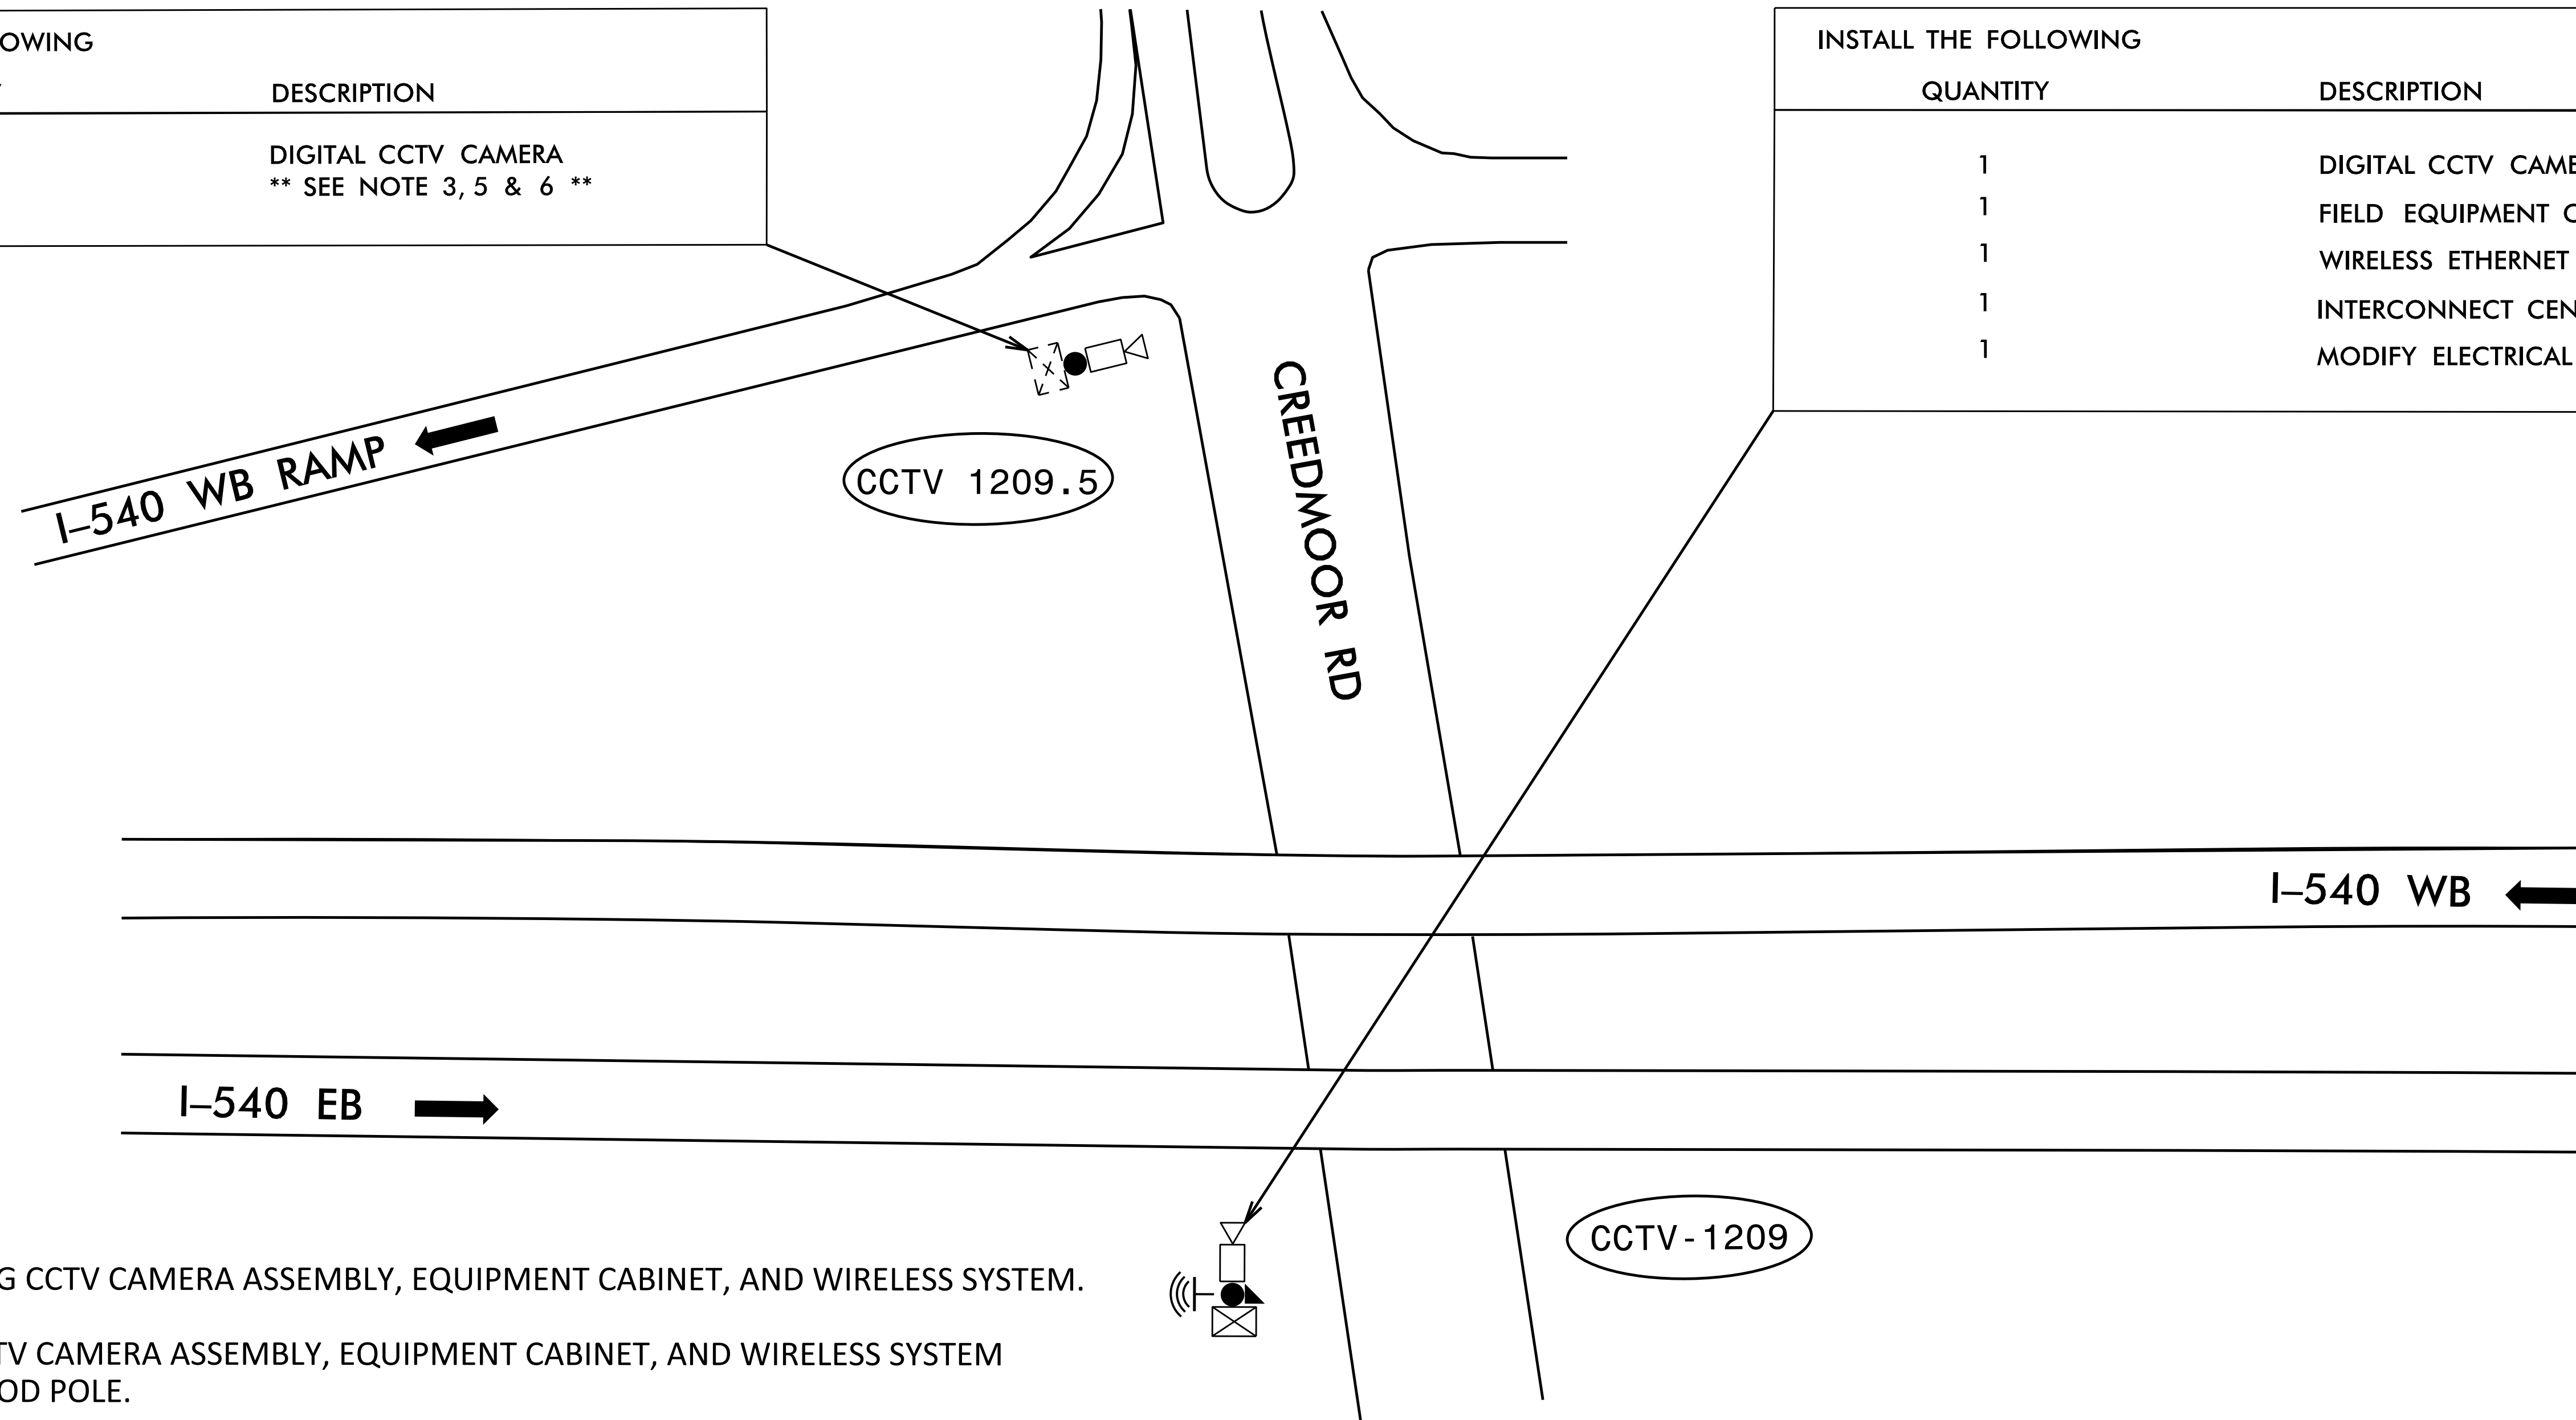 OWING
DESCRIPTION
DIGITAL CCTV CAMERA
** SEE NOTE 3, 5 & 6 **
INSTALL THE FOLLOWING
QUANTITY DESCRIPTION
1 DIGITAL CCTV CAME
1 FIELD EQUIPMENT C
1 WIRELESS ETHERNET
1 INTERCONNECT CEN
1 MODIFY ELECTRICAL
I-540 WB RAMP
CCTV 1209.5
CREEDMOOR RD
I-540 WB
I-540 EB
CCTV-1209
G CCTV CAMERA ASSEMBLY, EQUIPMENT CABINET, AND WIRELESS SYSTEM.
TV CAMERA ASSEMBLY, EQUIPMENT CABINET, AND WIRELESS SYSTEM
OD POLE.